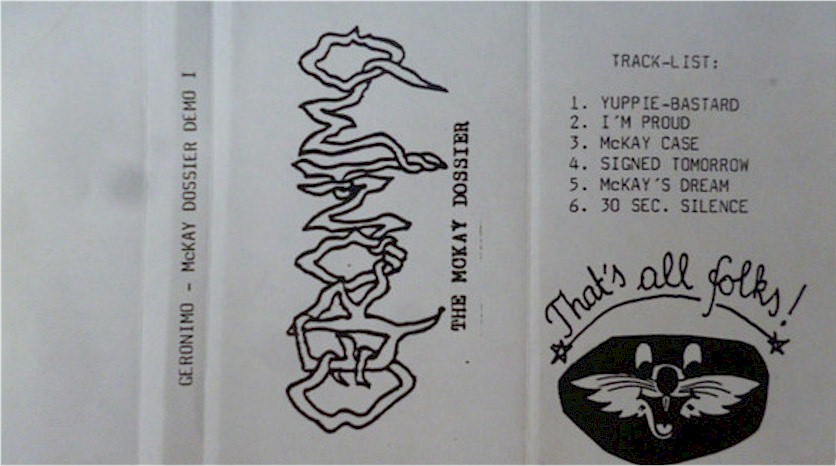 GERONIMO - McKAY DOSSIER DEMO I
GERONIMO
THE MCKAY DOSSIER
TRACK-LIST:
1. YUPPIE-BASTARD
2. I'M PROUD
3. McKAY CASE
4. SIGNED TOMORROW
5. McKAY'S DREAM
6. 30 SEC. SILENCE
That's all folks!